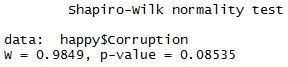 Shapiro-Wilk normality test
data:  happy$Corruption
W = 0.9849, p-value = 0.08535